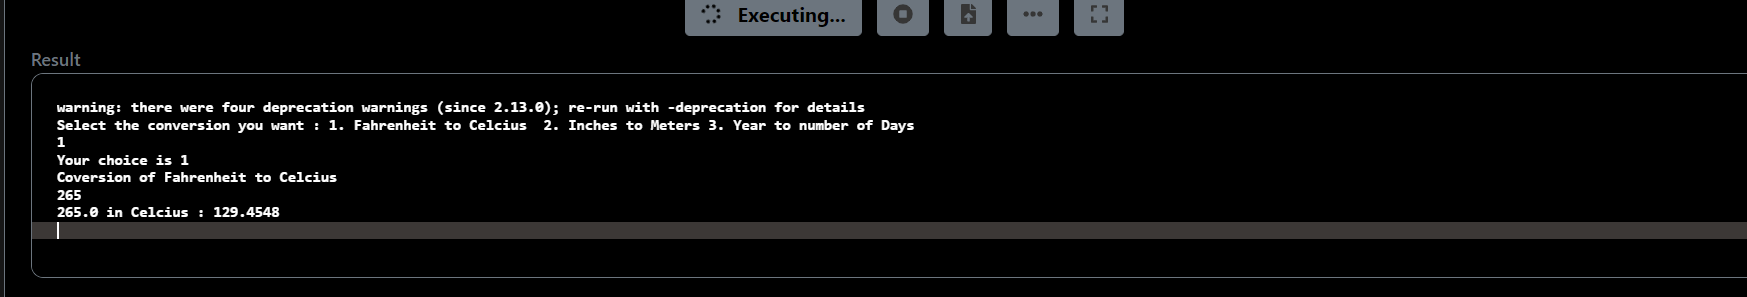 Executing...
Result
warning: there were four deprecation warnings (since 2.13.0); re-run with -deprecation for details
Select the conversion you want : 1. Fahrenheit to Celcius  2. Inches to Meters 3. Year to number of Days
1
Your choice is 1
Coversion of Fahrenheit to Celcius
265
265.0 in Celcius : 129.4548